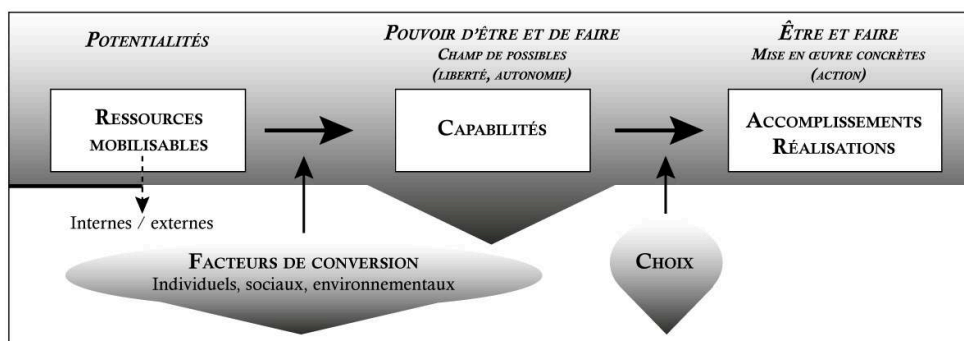 POTENTIALITÉS
RESSOURCES
MOBILISABLES
Internes / externes
FACTEURS DE CONVERSION
Individuels, sociaux, environnementaux
POUVOIR D'ÊTRE ET DE FAIRE
CHAMP DE POSSIBLES
(LIBERTÉ, AUTONOMIE)
CAPABILITÉS
CHOIX
ÊTRE ET FAIRE
MISE EN ŒUVRE CONCRÈTES
(ACTION)
ACCOMPLISSEMENTS
RÉALISATIONS